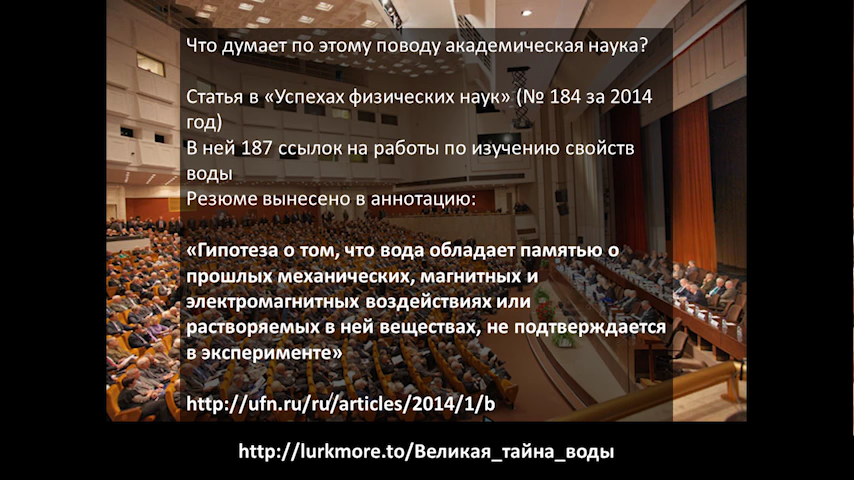 Что думает по этому поводу академическая наука?
Статья в «Успехах физических наук» (№ 184 за 2014
год)
В ней 187 ссылок на работы по изучению свойств
воды
Резюме вынесено в аннотацию:
«Гипотеза о том, что вода обладает памятью о
прошлых механических, магнитных и
электромагнитных воздействиях или
растворяемых в ней веществах, не подтверждается
в эксперименте»
http://ufn.ru/ru//articles/2014/1/b
http://lurkmore.to/Великая_тайна_воды